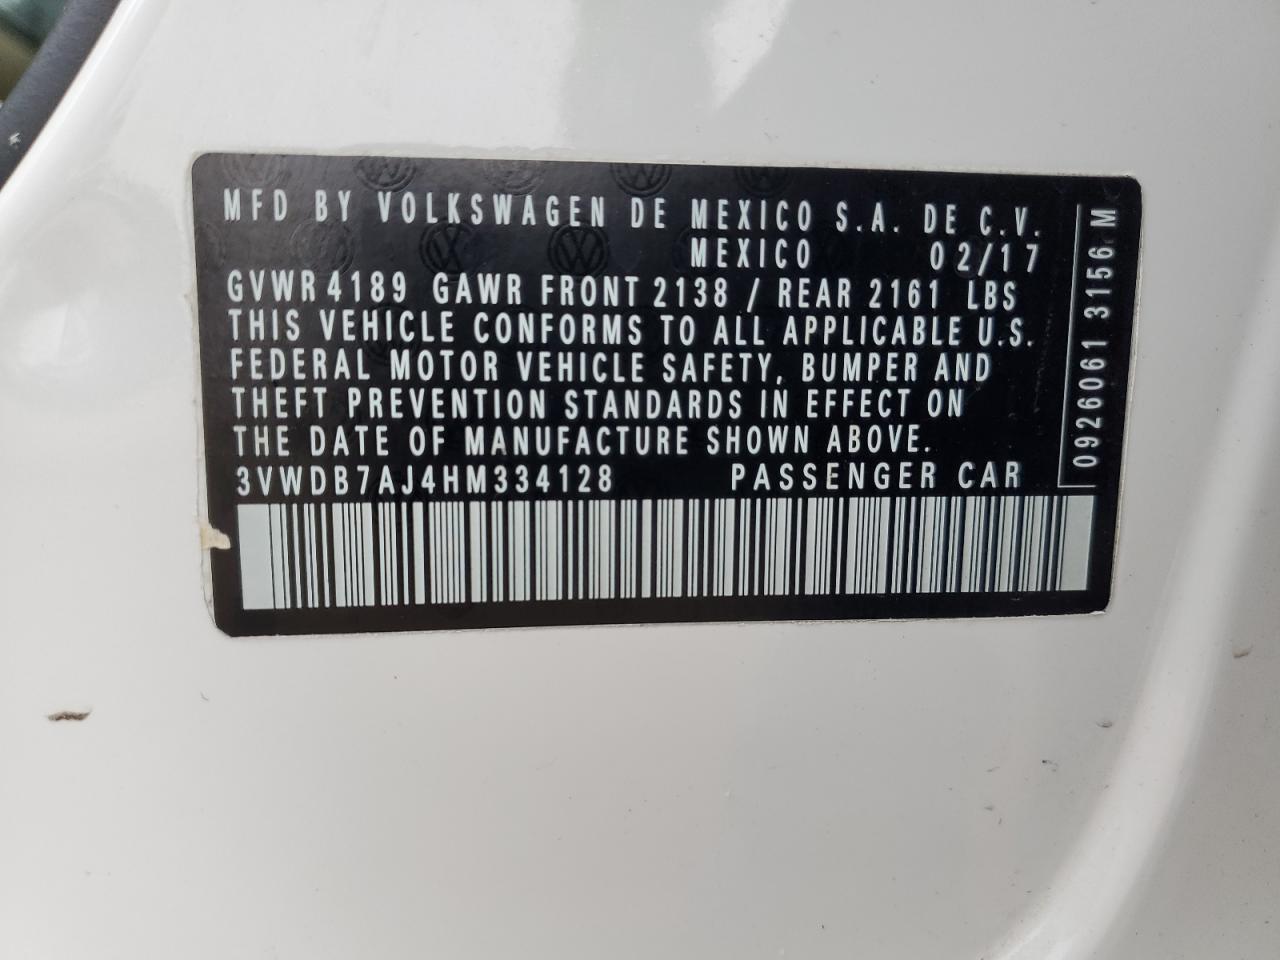 MFD BY VOLKSWAGEN DE MEXICO S.A. DE C.V.
MEXICO 02/17
GVWR 4189 GAWR FRONT 2138 / REAR 2161 LBS
THIS VEHICLE CONFORMS TO ALL APPLICABLE U.S.
FEDERAL MOTOR VEHICLE SAFETY, BUMPER AND
THEFT PREVENTION STANDARDS IN EFFECT ON
THE DATE OF MANUFACTURE SHOWN ABOVE.
3VWDB7AJ4HM334128 PASSENGER CAR
0926061 3156 M